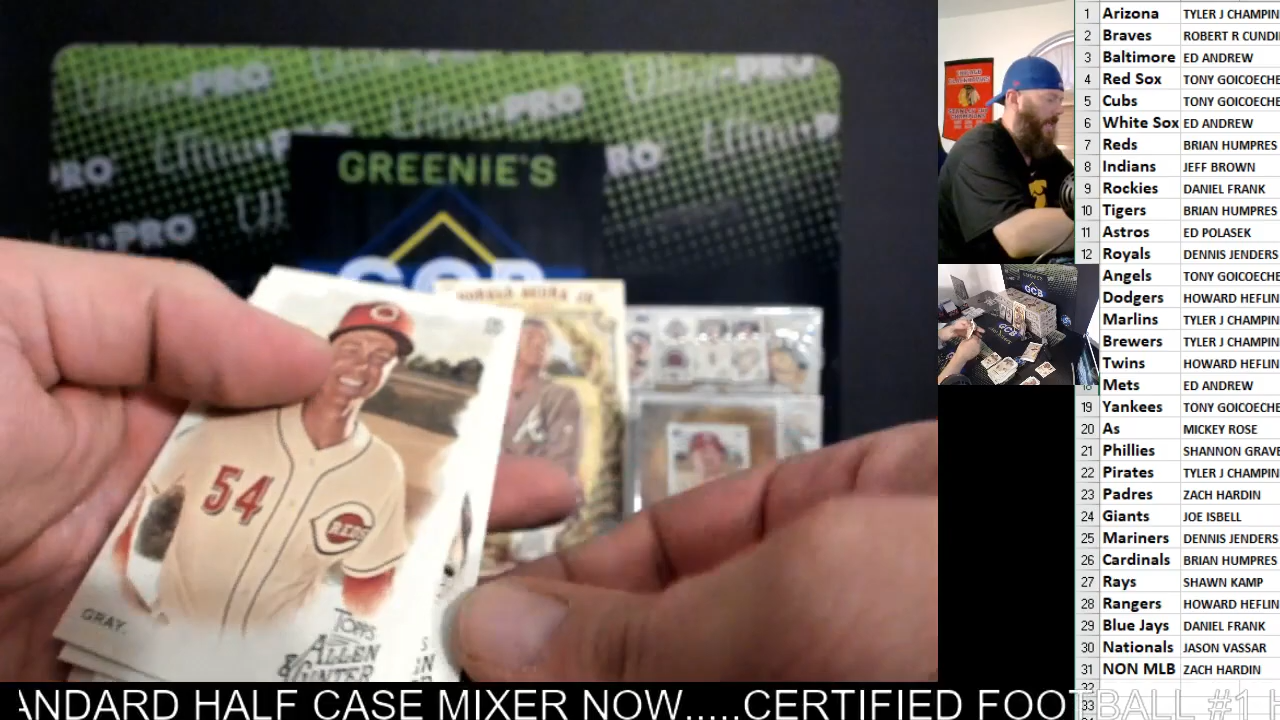 GREENIE'S
GCB
PRO
PRO
PRO
PRO
54
REDS
GRAY.
TOPPS
ALLEN
& GINTER
1 Arizona TYLER J CHAMPIN
2 Braves ROBERT R CUNDI
3 Baltimore ED ANDREW
4 Red Sox TONY GOICOECHE
5 Cubs TONY GOICOECHE
6 White Sox ED ANDREW
7 Reds BRIAN HUMPRES
8 Indians JEFF BROWN
9 Rockies DANIEL FRANK
10 Tigers BRIAN HUMPRES
11 Astros ED POLASEK
12 Royals DENNIS JENDERS
Angels TONY GOICOECHE
Dodgers HOWARD HEFLIN
Marlins TYLER J CHAMPIN
Brewers TYLER J CHAMPIN
Twins HOWARD HEFLIN
Mets ED ANDREW
19 Yankees TONY GOICOECHE
20 As MICKEY ROSE
21 Phillies SHANNON GRAVE
22 Pirates TYLER J CHAMPIN
23 Padres ZACH HARDIN
24 Giants JOE ISBELL
25 Mariners DENNIS JENDERS
26 Cardinals BRIAN HUMPRES
27 Rays SHAWN KAMP
28 Rangers HOWARD HEFLIN
29 Blue Jays DANIEL FRANK
30 Nationals JASON VASSAR
31 NON MLB ZACH HARDIN
33
ANDARD HALF CASE MIXER NOW.....CERTIFIED FOOTBALL #1 H